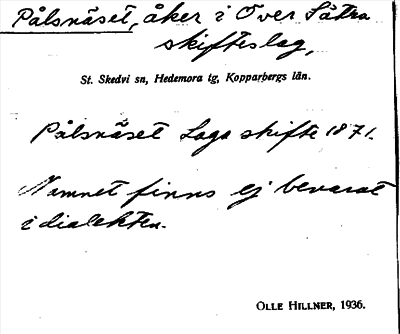 Pålsnäset, åker i Över Sätra
skifteslag,
St. Skedvi sn, Hedemora tg, Kopparbergs län.
Pålsnäset Laga skifte 1871.
Namnet finns ej bevarat
i dialekten.
OLLE HILLNER, 1936.